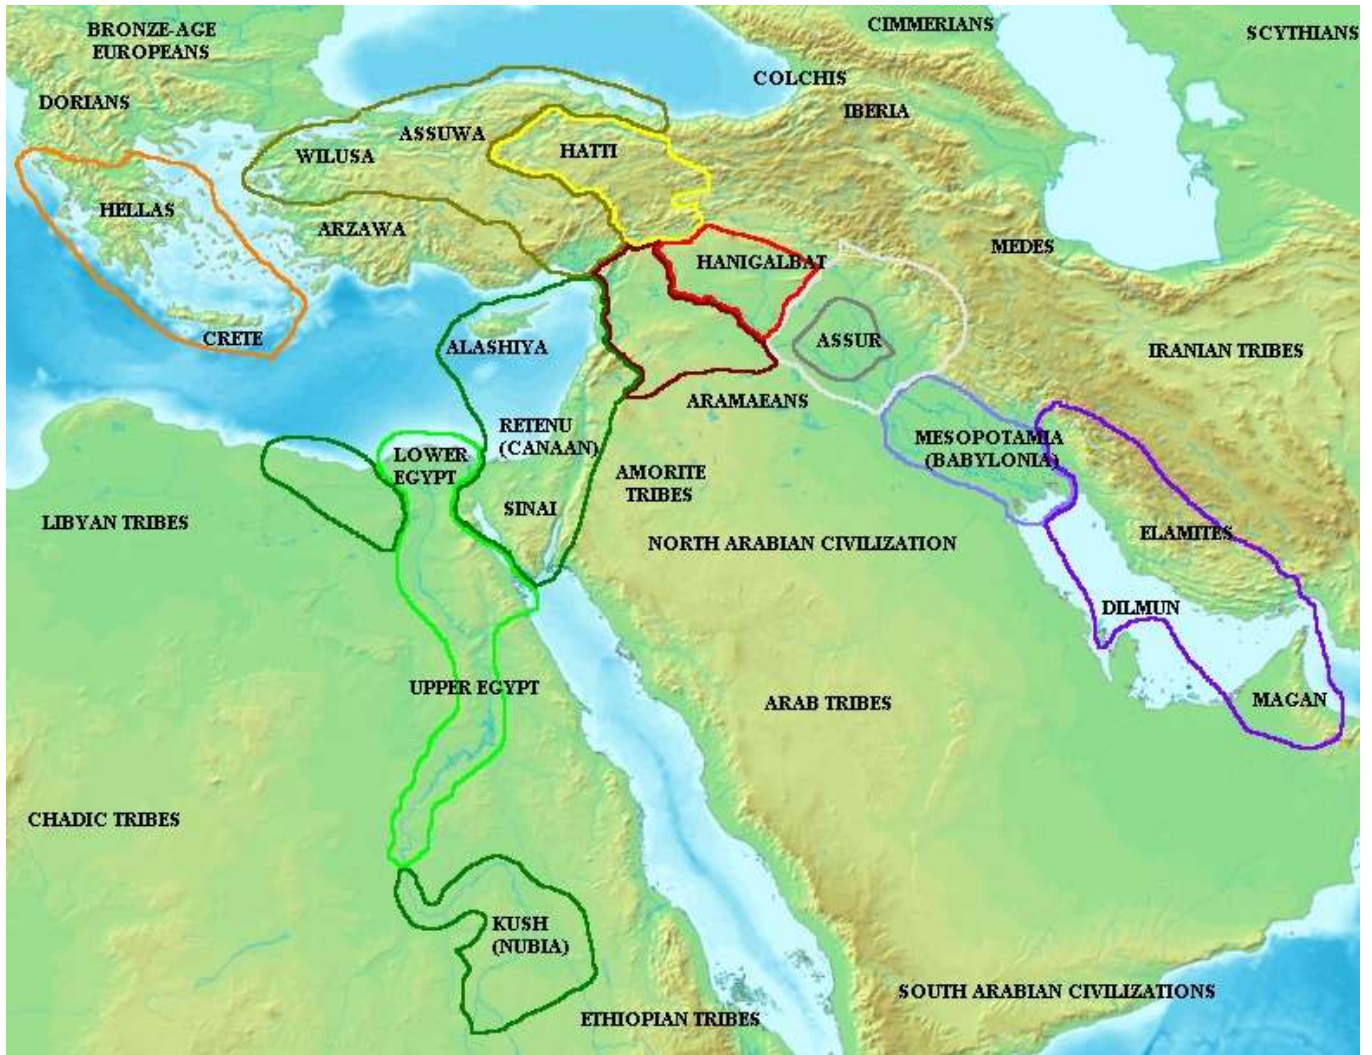 BRONZE-AGE
EUROPEANS
CIMMERIANS
SCYTHIANS
COLCHIS
DORIANS
IBERIA
ASSUWA
WILUSA
HATTI
HELLAS
ARZAWA
MEDES
HANIGALBAT
CRETE
ALASHIYA
ASSUR
IRANIAN TRIBES
ARAMAEANS
RETENU
(CANAAN)
MESOPOTAMIA
(BABYLONIA)
LOWER
EGYPT
AMORITE
TRIBES
SINAI
LIBYAN TRIBES
NORTH ARABIAN CIVILIZATION
ELAMITES
DILMUN
UPPER EGYPT
ARAB TRIBES
MAGAN
CHADIC TRIBES
KUSH
(NUBIA)
SOUTH ARABIAN CIVILIZATIONS
ETHIOPIAN TRIBES